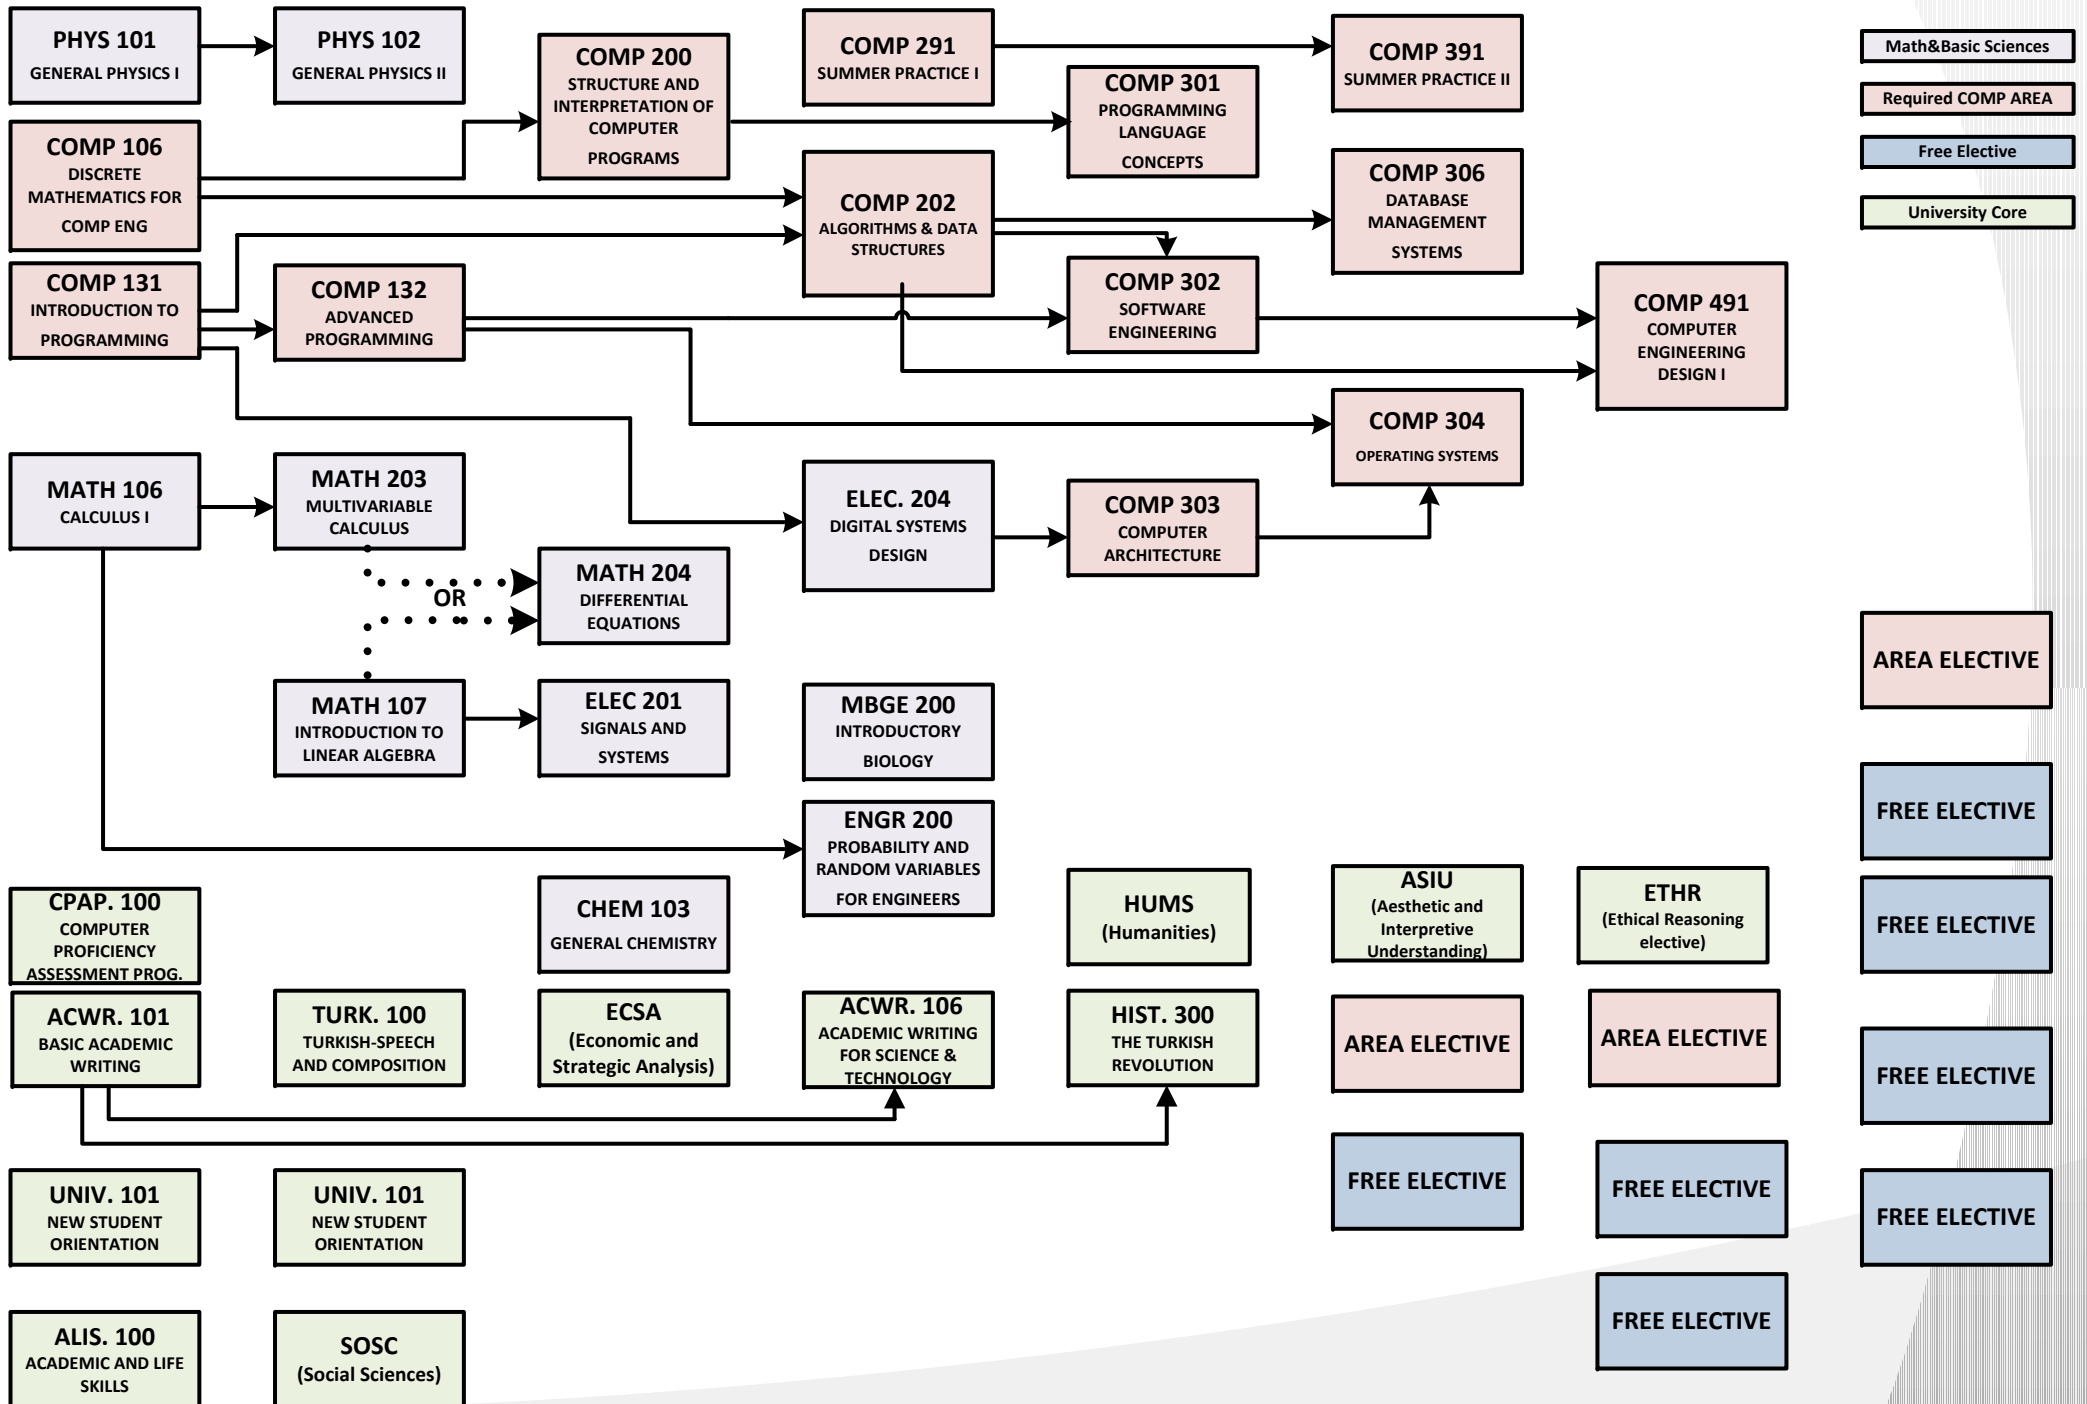 PHYS 101
GENERAL PHYSICS I
PHYS 102
GENERAL PHYSICS II
COMP 200
STRUCTURE AND
INTERPRETATION OF
COMPUTER
PROGRAMS
COMP 291
SUMMER PRACTICE I
COMP 301
PROGRAMMING
LANGUAGE
CONCEPTS
COMP 391
SUMMER PRACTICE II
Math&Basic Sciences
Required COMP AREA
Free Elective
University Core
COMP 106
DISCRETE
MATHEMATICS FOR
COMP ENG
COMP 202
ALGORITHMS & DATA
STRUCTURES
COMP 306
DATABASE
MANAGEMENT
SYSTEMS
COMP 131
INTRODUCTION TO
PROGRAMMING
COMP 132
ADVANCED
PROGRAMMING
COMP 302
SOFTWARE
ENGINEERING
COMP 491
COMPUTER
ENGINEERING
DESIGN I
COMP 304
OPERATING SYSTEMS
MATH 106
CALCULUS I
MATH 203
MULTIVARIABLE
CALCULUS
ELEC. 204
DIGITAL SYSTEMS
DESIGN
COMP 303
COMPUTER
ARCHITECTURE
OR
MATH 204
DIFFERENTIAL
EQUATIONS
AREA ELECTIVE
MATH 107
INTRODUCTION TO
LINEAR ALGEBRA
ELEC 201
SIGNALS AND
SYSTEMS
MBGE 200
INTRODUCTORY
BIOLOGY
FREE ELECTIVE
ENGR 200
PROBABILITY AND
RANDOM VARIABLES
FOR ENGINEERS
CPAP. 100
COMPUTER
PROFICIENCY
ASSESSMENT PROG.
CHEM 103
GENERAL CHEMISTRY
HUMS
(Humanities)
ASIU
(Aesthetic and
Interpretive
Understanding)
ETHR
(Ethical Reasoning
elective)
FREE ELECTIVE
ACWR. 101
BASIC ACADEMIC
WRITING
TURK. 100
TURKISH-SPEECH
AND COMPOSITION
ECSA
(Economic and
Strategic Analysis)
ACWR. 106
ACADEMIC WRITING
FOR SCIENCE &
TECHNOLOGY
HIST. 300
THE TURKISH
REVOLUTION
AREA ELECTIVE
AREA ELECTIVE
FREE ELECTIVE
UNIV. 101
NEW STUDENT
ORIENTATION
UNIV. 101
NEW STUDENT
ORIENTATION
FREE ELECTIVE
FREE ELECTIVE
FREE ELECTIVE
ALIS. 100
ACADEMIC AND LIFE
SKILLS
SOSC
(Social Sciences)
FREE ELECTIVE